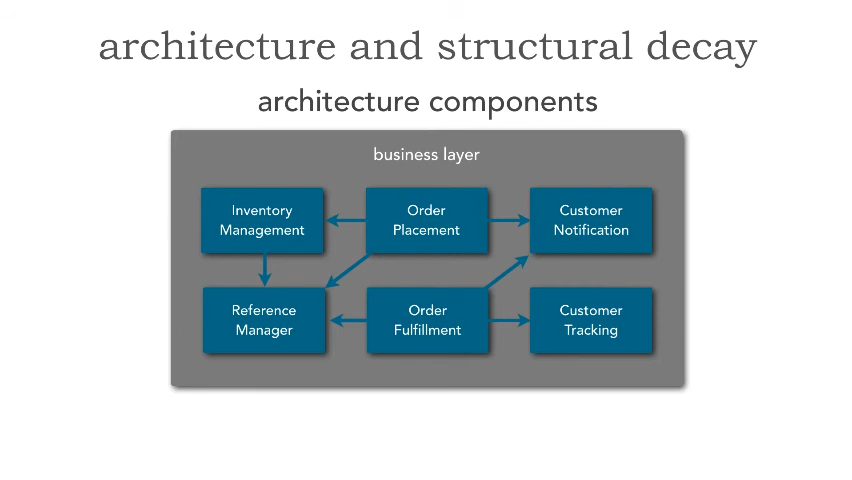 architecture and structural decay
architecture components
business layer
Inventory
Management
Order
Placement
Customer
Notification
Reference
Manager
Order
Fulfillment
Customer
Tracking